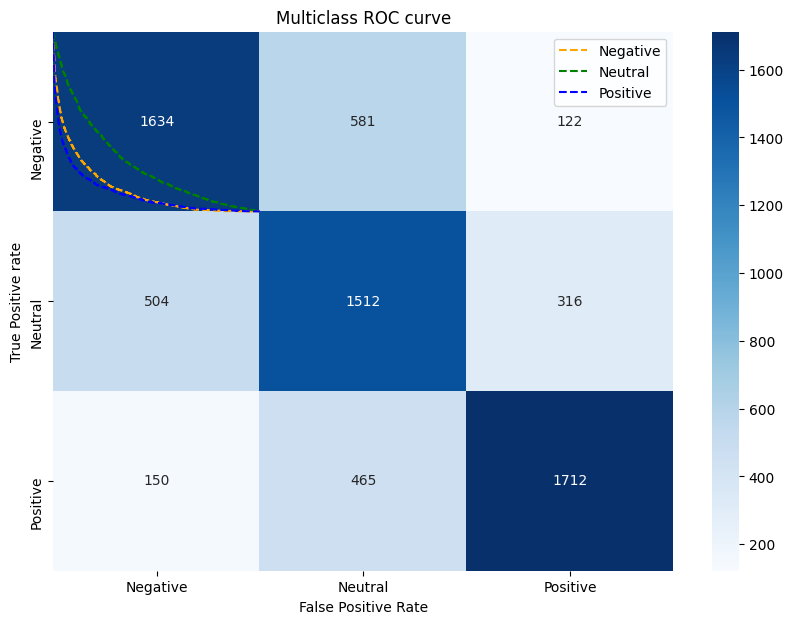 Multiclass ROC curve
Negative
Neutral
Positive
1634 581 122
504 1512 316
150 465 1712
Negative
Neutral
Positive
True Positive rate
Negative Neutral Positive
False Positive Rate
1600
1400
1200
1000
800
600
400
200